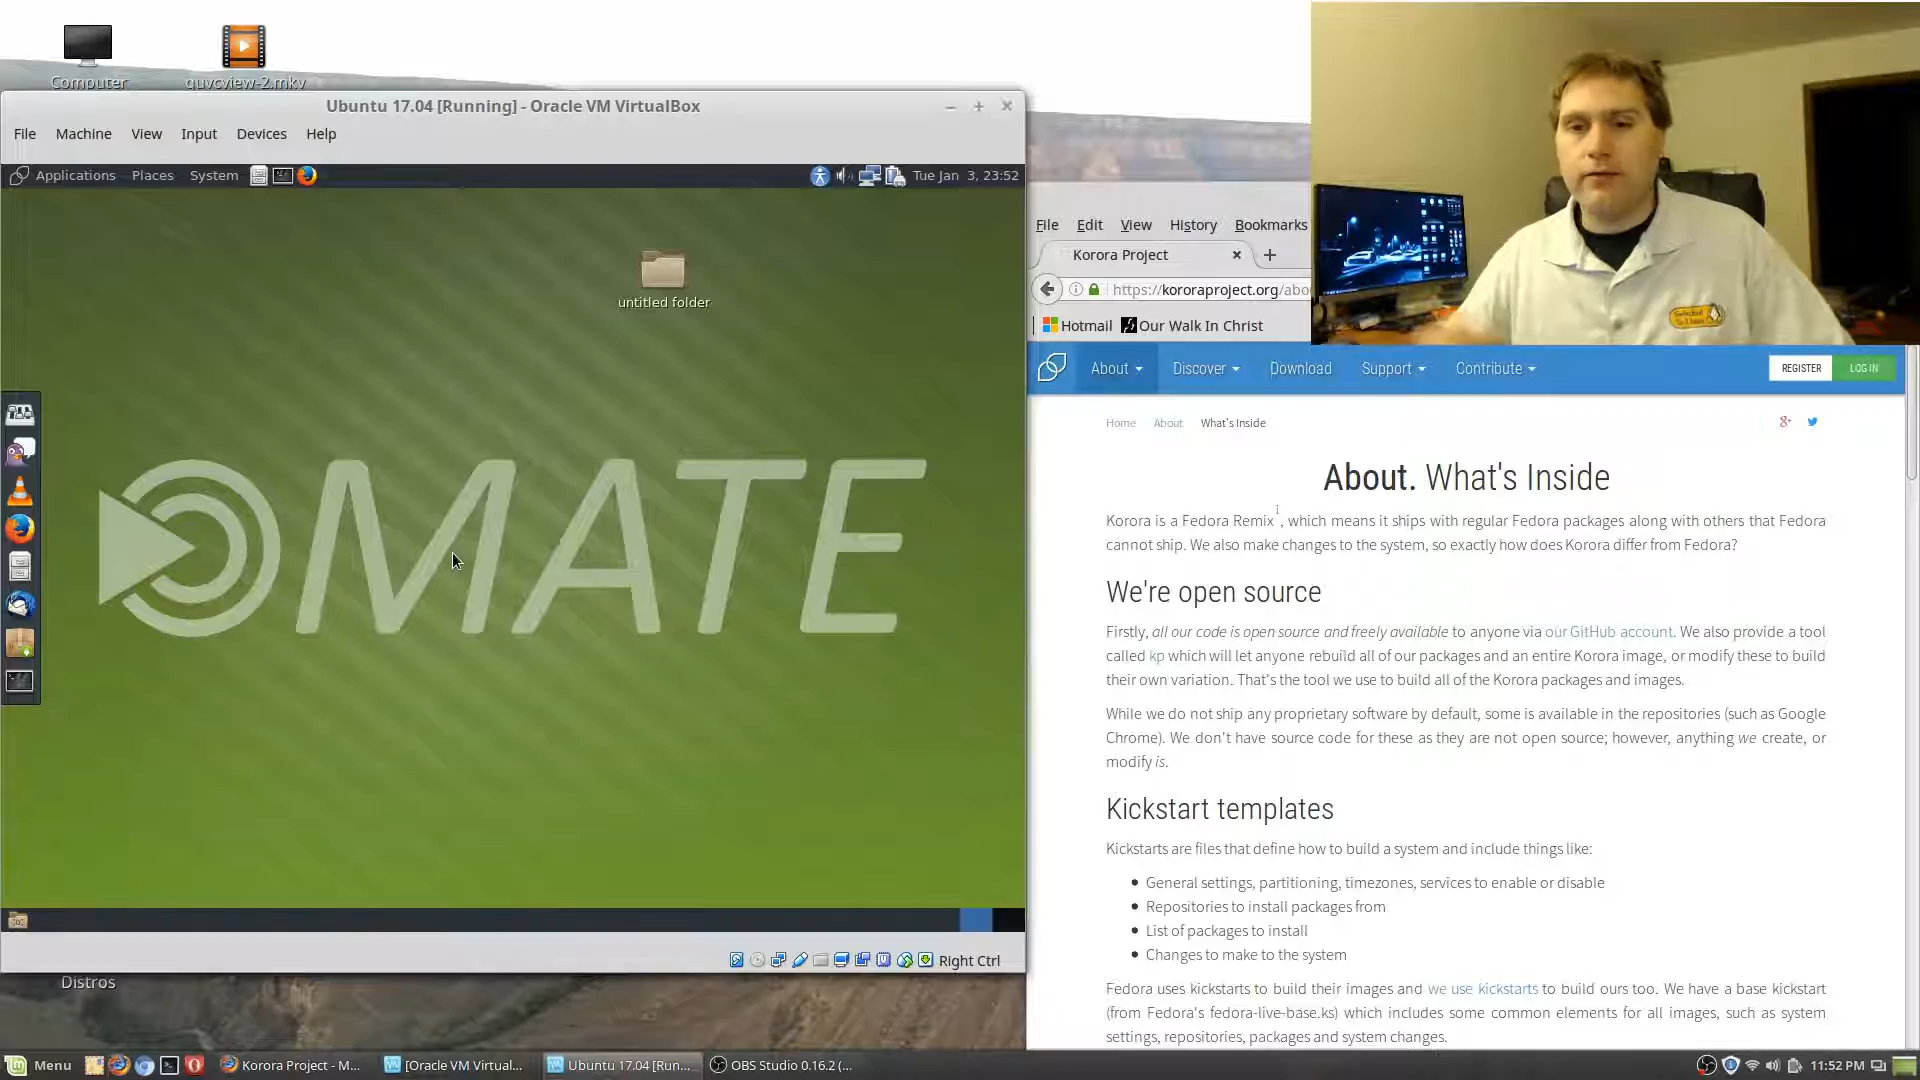 Computer
quvcview-2.mkv
Ubuntu 17.04 [Running] - Oracle VM VirtualBox
File Machine View Input Devices Help
Applications Places System
Tue Jan 3, 23:52
untitled folder
MATE
Right Ctrl
Distros
File Edit View History Bookmarks
Korora Project
https://kororaproject.org/abo
Hotmail Our Walk In Christ
About Discover Download Support Contribute
REGISTER LOG IN
Home About What's Inside
About. What's Inside
Korora is a Fedora Remix, which means it ships with regular Fedora packages along with others that Fedora
cannot ship. We also make changes to the system, so exactly how does Korora differ from Fedora?
We're open source
Firstly, all our code is open source and freely available to anyone via our GitHub account. We also provide a tool
called kp which will let anyone rebuild all of our packages and an entire Korora image, or modify these to build
their own variation. That's the tool we use to build all of the Korora packages and images.
While we do not ship any proprietary software by default, some is available in the repositories (such as Google
Chrome). We don't have source code for these as they are not open source; however, anything we create, or
modify is.
Kickstart templates
Kickstarts are files that define how to build a system and include things like:
General settings, partitioning, timezones, services to enable or disable
Repositories to install packages from
List of packages to install
Changes to make to the system
Fedora uses kickstarts to build their images and we use kickstarts to build ours too. We have a base kickstart
(from Fedora's fedora-live-base.ks) which includes some common elements for all images, such as system
settings, repositories, packages and system changes.
Menu
Korora Project - M...
[Oracle VM Virtual...
Ubuntu 17.04 [Run...
OBS Studio 0.16.2 (...
11:52 PM